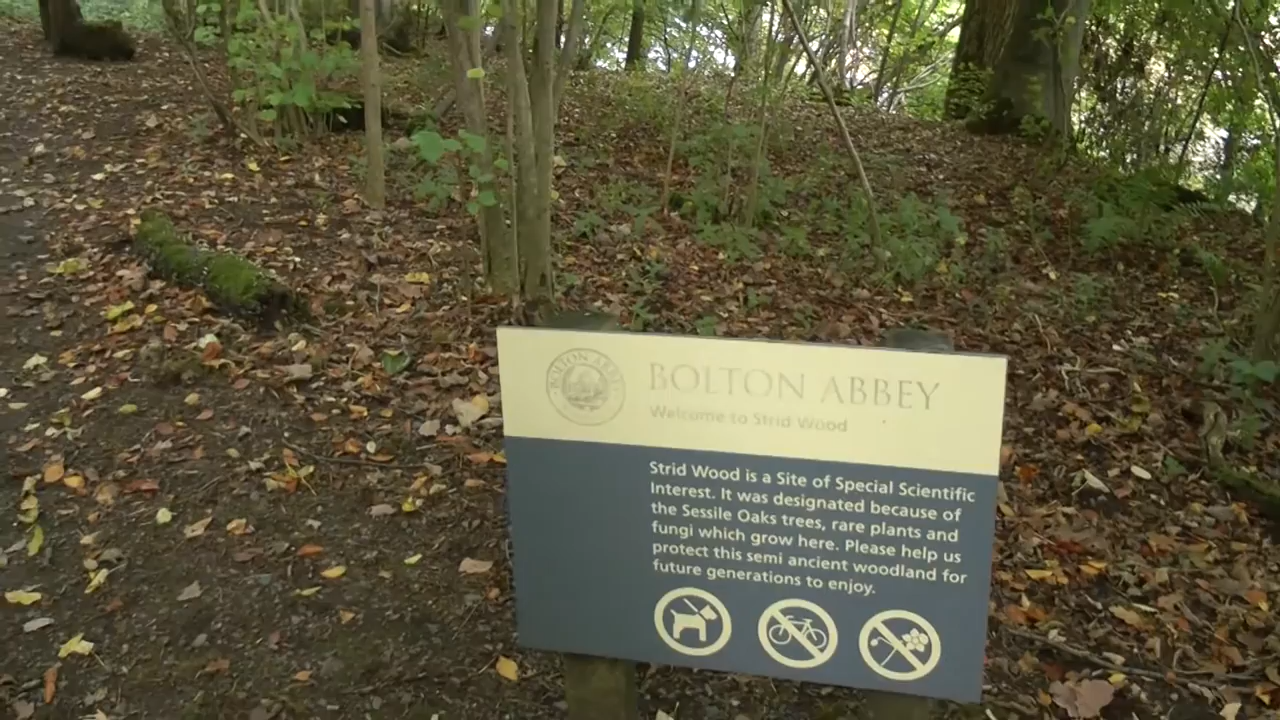 BOLTON ABBEY
BOLTON ABBEY
Welcome to Strid Wood
Strid Wood is a Site of Special Scientific
Interest. It was designated because of
the Sessile Oaks trees, rare plants and
fungi which grow here. Please help us
protect this semi ancient woodland for
future generations to enjoy.